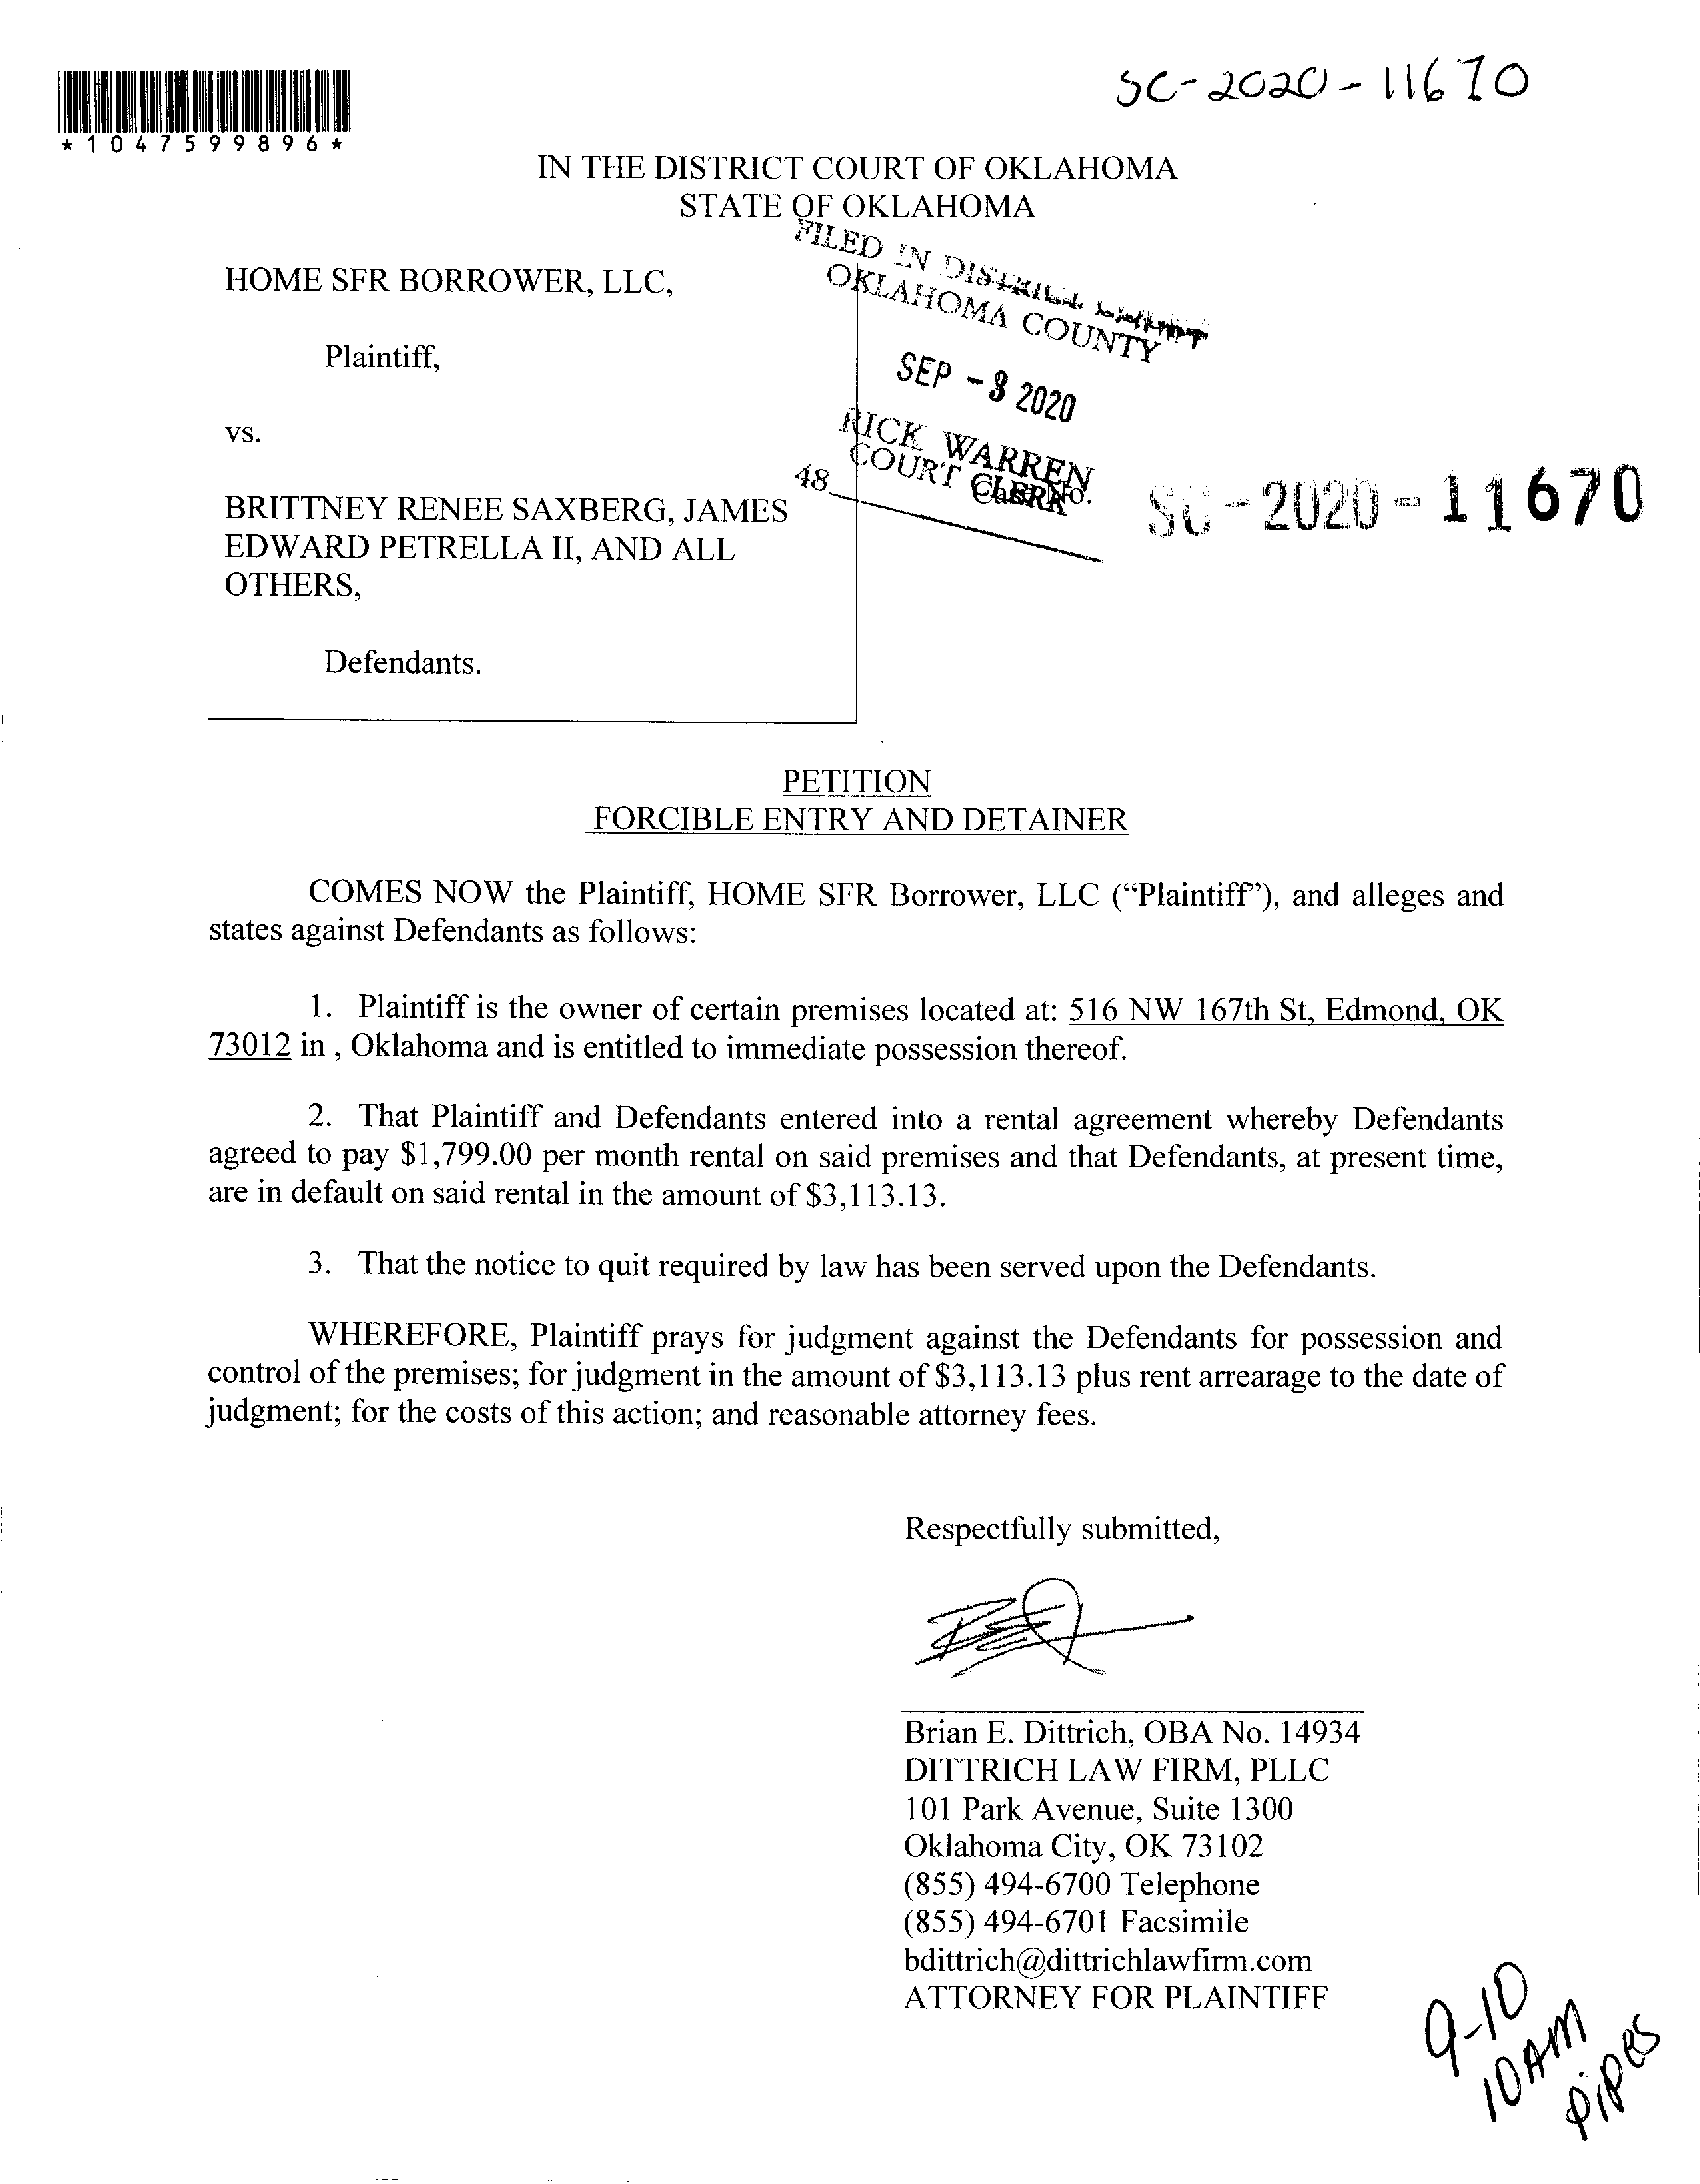 SC-2020-11670
*1047599896*
IN THE DISTRICT COURT OF OKLAHOMA
STATE OF OKLAHOMA
FILED IN DISTRICT COURT
OKLAHOMA COUNTY
HOME SFR BORROWER, LLC,
Plaintiff,
SEP - 2020
vs.
RICK WARREN
COURT CLERK
48
Case No.
SC-2020-11670
BRITTNEY RENEE SAXBERG, JAMES
EDWARD PETRELLA II, AND ALL
OTHERS,
Defendants.
PETITION
FORCIBLE ENTRY AND DETAINER
COMES NOW the Plaintiff, HOME SFR Borrower, LLC (“Plaintiff”), and alleges and
states against Defendants as follows:
1. Plaintiff is the owner of certain premises located at: 516 NW 167th St, Edmond, OK
73012 in , Oklahoma and is entitled to immediate possession thereof.
2. That Plaintiff and Defendants entered into a rental agreement whereby Defendants
agreed to pay $1,799.00 per month rental on said premises and that Defendants, at present time,
are in default on said rental in the amount of $3,113.13.
3. That the notice to quit required by law has been served upon the Defendants.
WHEREFORE, Plaintiff prays for judgment against the Defendants for possession and
control of the premises; for judgment in the amount of $3,113.13 plus rent arrearage to the date of
judgment; for the costs of this action; and reasonable attorney fees.
Respectfully submitted,
Brian E. Dittrich, OBA No. 14934
DITTRICH LAW FIRM, PLLC
101 Park Avenue, Suite 1300
Oklahoma City, OK 73102
(855) 494-6700 Telephone
(855) 494-6701 Facsimile
bdittrich@dittrichlawfirm.com
ATTORNEY FOR PLAINTIFF
9-10
10AM
PIPES